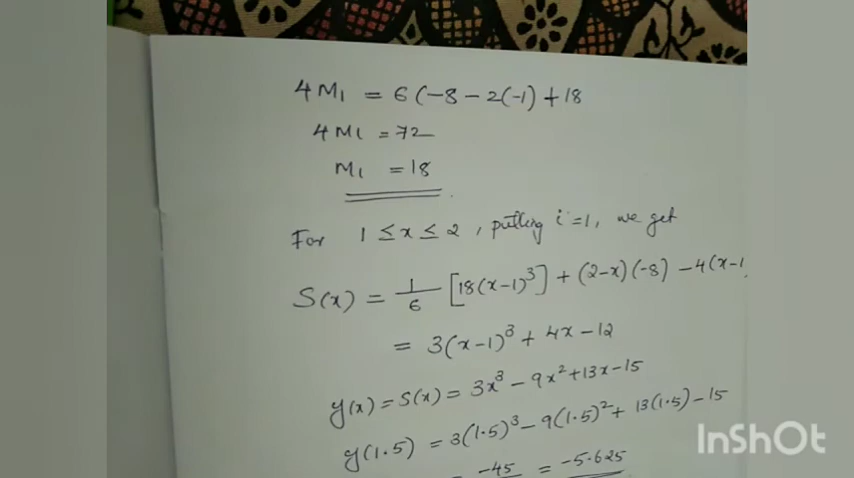 4M₁ = 6(-8 - 2(-1) + 18
4M₁ = 72
M₁ = 18
For 1 ≤ x ≤ 2, putting i=1, we get
S(x) = 1/6 [18(x-1)³] + (2-x)(-8) - 4(x-1
= 3(x-1)³ + 4x - 12
y(x) = S(x) = 3x³ - 9x² + 13x - 15
y(1.5) = 3(1.5)³ - 9(1.5)² + 13(1.5) - 15
= -45 = -5.625
InShOt